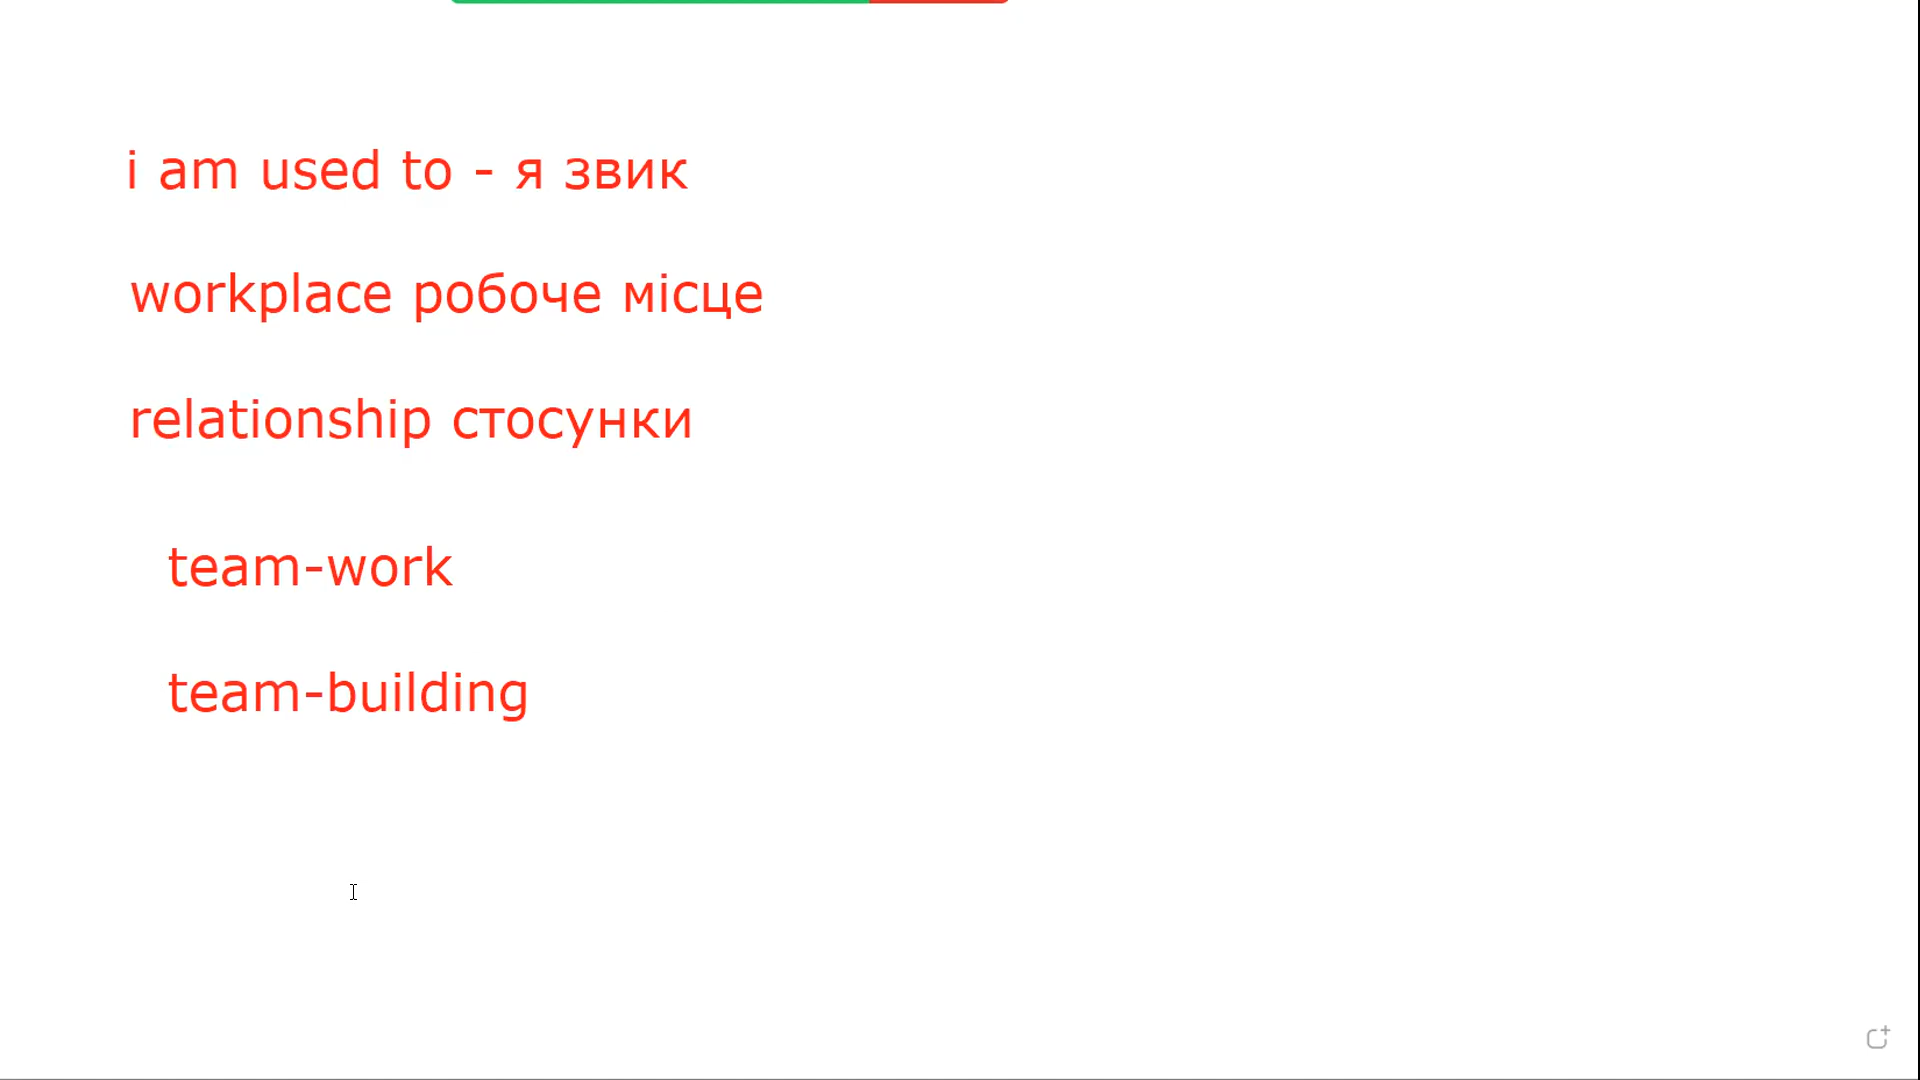 i am used to - я звик
workplace робоче місце
relationship стосунки
team-work
team-building